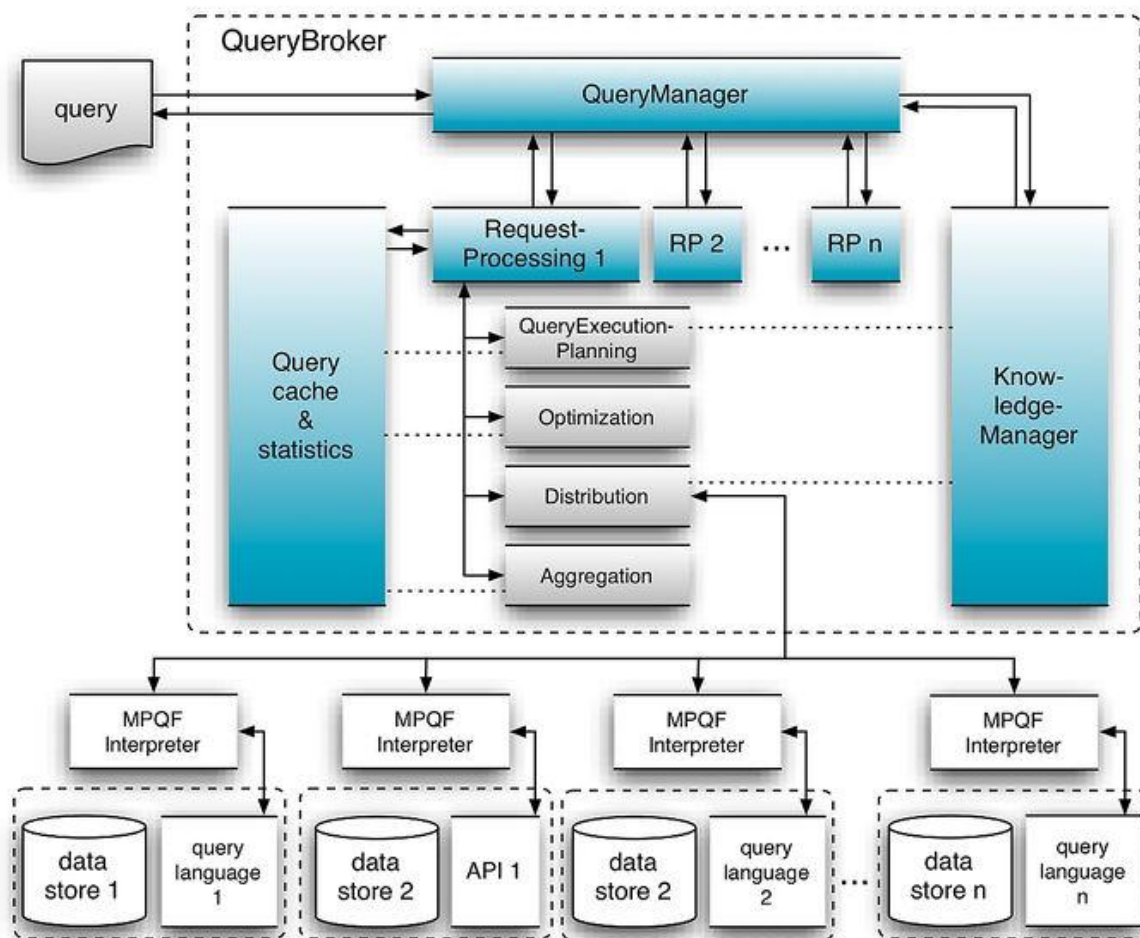 QueryBroker
query
QueryManager
Request-
Processing 1
RP 2
...
RP n
Query
cache
&
statistics
QueryExecution-
Planning
Optimization
Distribution
Aggregation
Know-
ledge-
Manager
MPQF
Interpreter
MPQF
Interpreter
MPQF
Interpreter
MPQF
Interpreter
data
store 1
query
language
1
data
store 2
API 1
data
store 2
query
language
2
...
data
store n
query
language
n